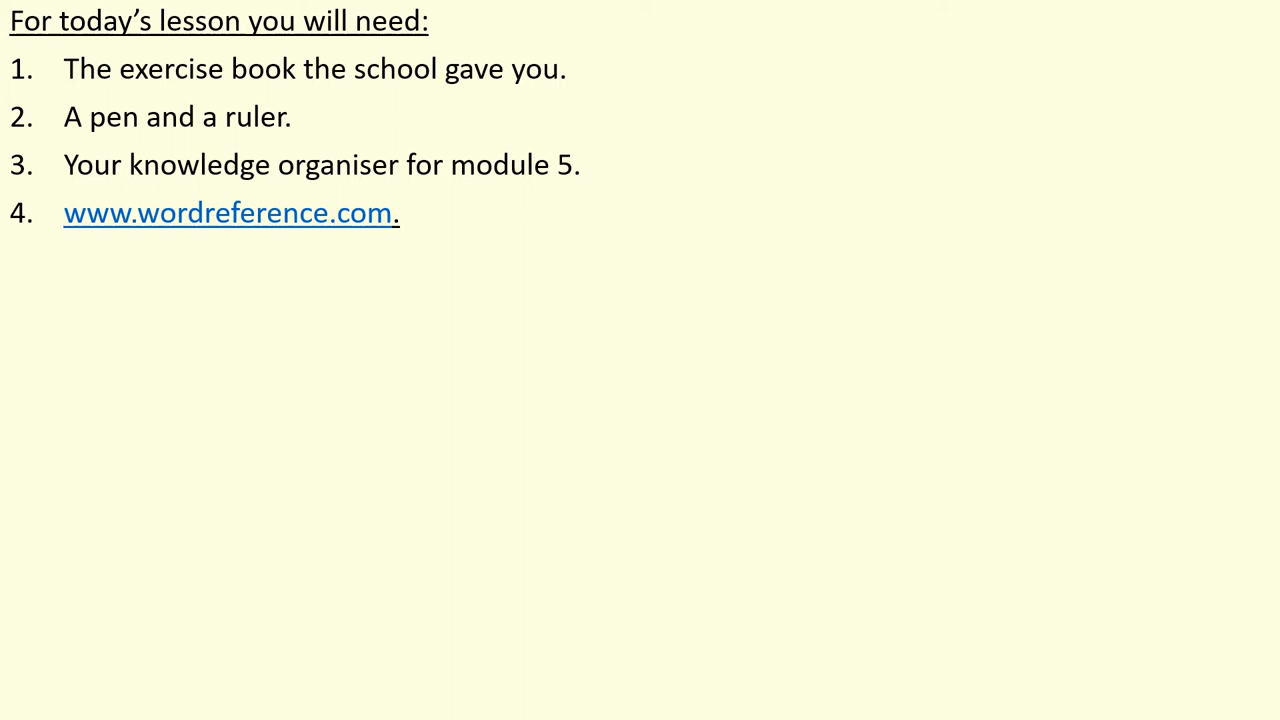 For today’s lesson you will need:
1. The exercise book the school gave you.
2. A pen and a ruler.
3. Your knowledge organiser for module 5.
4. www.wordreference.com.